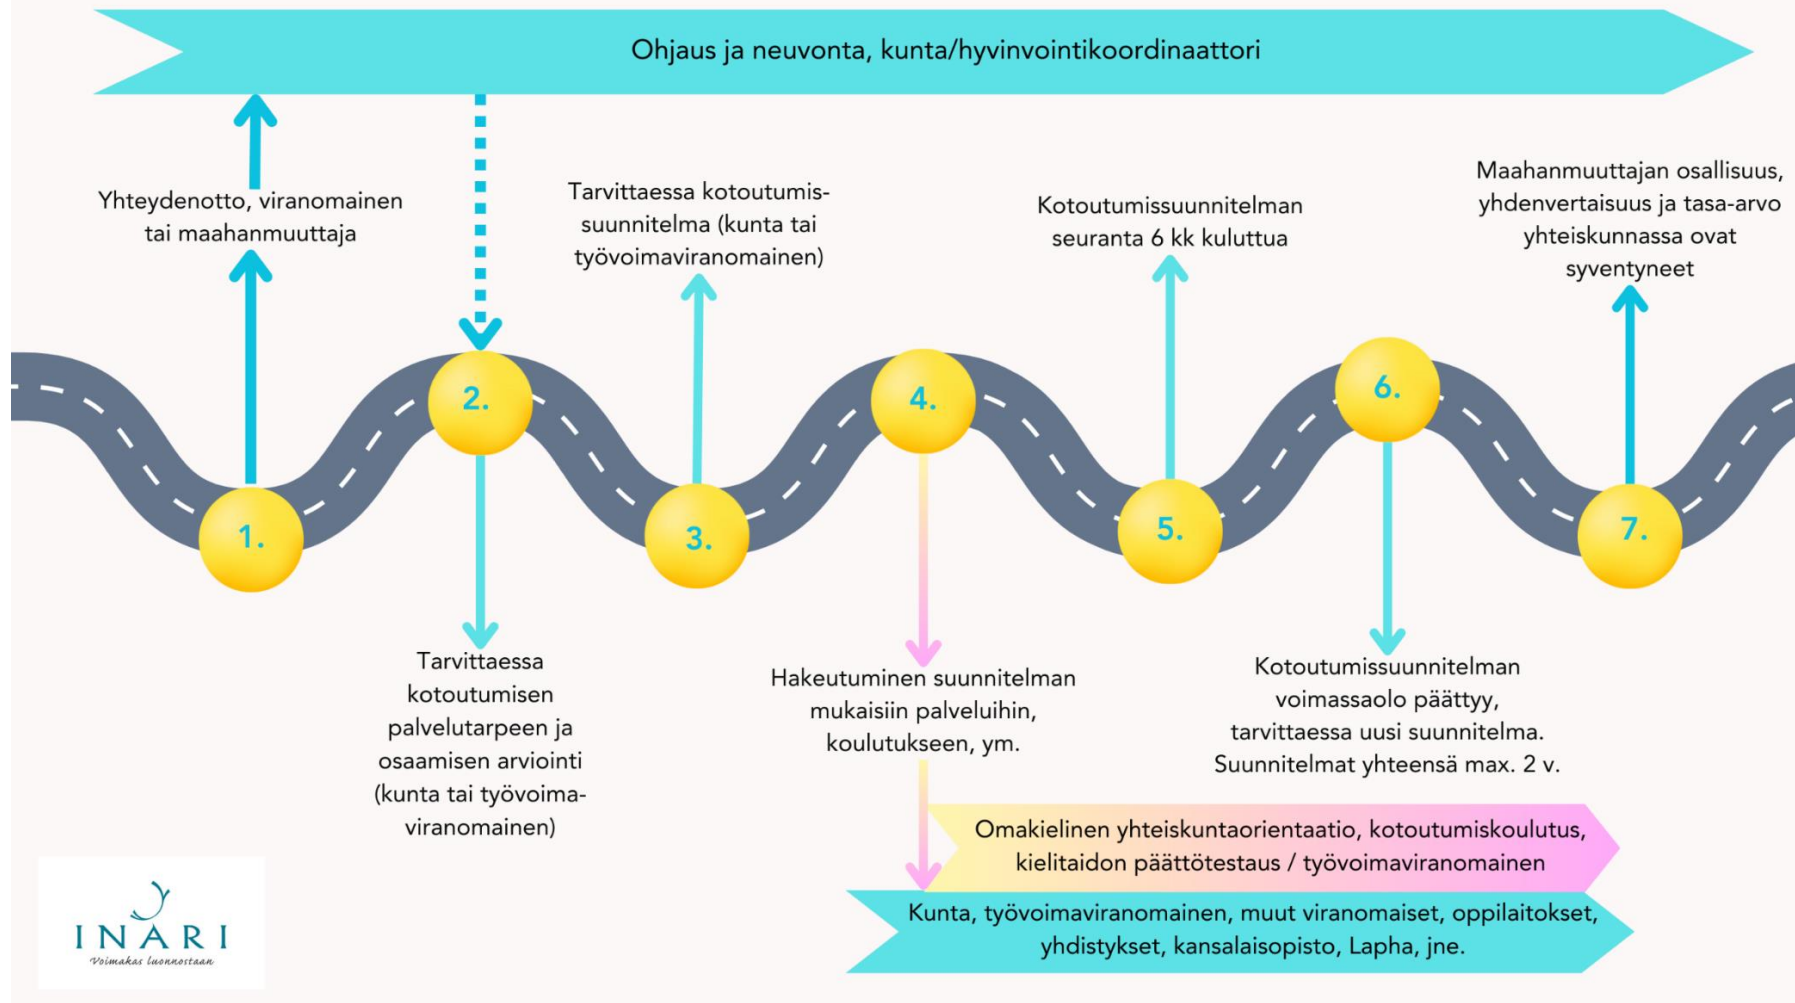 Ohjaus ja neuvonta, kunta/hyvinvointikoordinaattori
Yhteydenotto, viranomainen
tai maahanmuuttaja
1.
2.
Tarvittaessa
kotoutumisen
palvelutarpeen ja
osaamisen arviointi
(kunta tai työvoima-
viranomainen)
Tarvittaessa kotoutumis-
suunnitelma (kunta tai
työvoimaviranomainen)
3.
4.
Hakeutuminen suunnitelman
mukaisiin palveluihin,
koulutukseen, ym.
Omakielinen yhteiskuntaorientaatio, kotoutumiskoulutus,
kielitaidon päättötestaus / työvoimaviranomainen
Kunta, työvoimaviranomainen, muut viranomaiset, oppilaitokset,
yhdistykset, kansalaisopisto, Lapha, jne.
Kotoutumissuunnitelman
seuranta 6 kk kuluttua
5.
6.
Kotoutumissuunnitelman
voimassaolo päättyy,
tarvittaessa uusi suunnitelma.
Suunnitelmat yhteensä max. 2 v.
Maahanmuuttajan osallisuus,
yhdenvertaisuus ja tasa-arvo
yhteiskunnassa ovat
syventyneet
7.
INARI
Voimakas luonnostaan